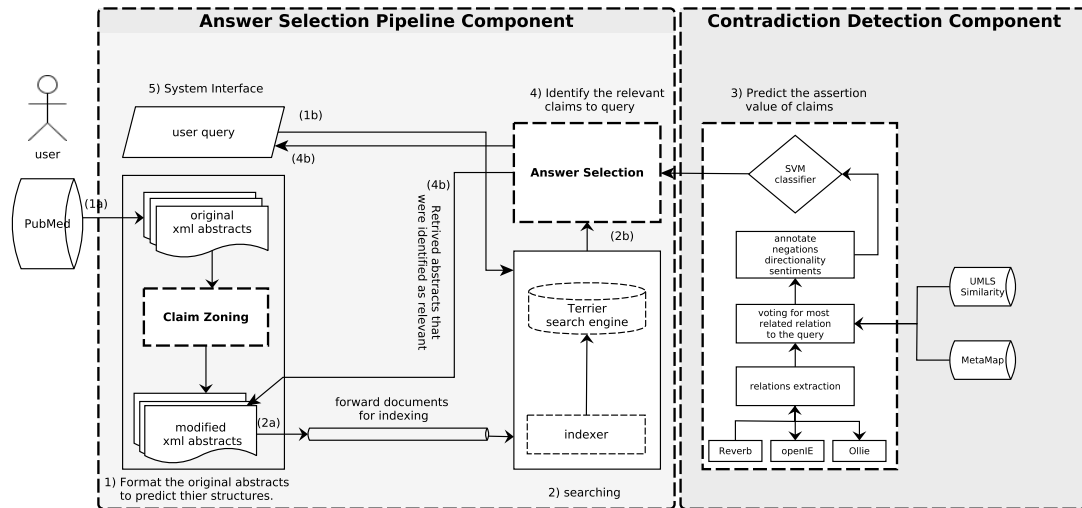 Answer Selection Pipeline Component
Contradiction Detection Component
5) System Interface
user query
(1b)
(4b)
4) Identify the relevant
claims to query
3) Predict the assertion
value of claims
user
PubMed
(1a)
original
xml abstracts
Claim Zoning
modified
xml abstracts
(2a)
1) Format the original abstracts
to predict thier structures.
(4b)
Retrived abstracts that
were identified as relevant
forward documents
for indexing
Answer Selection
(2b)
Terrier
search engine
indexer
2) searching
SVM
classifier
annotate
negations
directionality
sentiments
voting for most
related relation
to the query
relations extraction
Reverb
openIE
Ollie
UMLS
Similarity
MetaMap